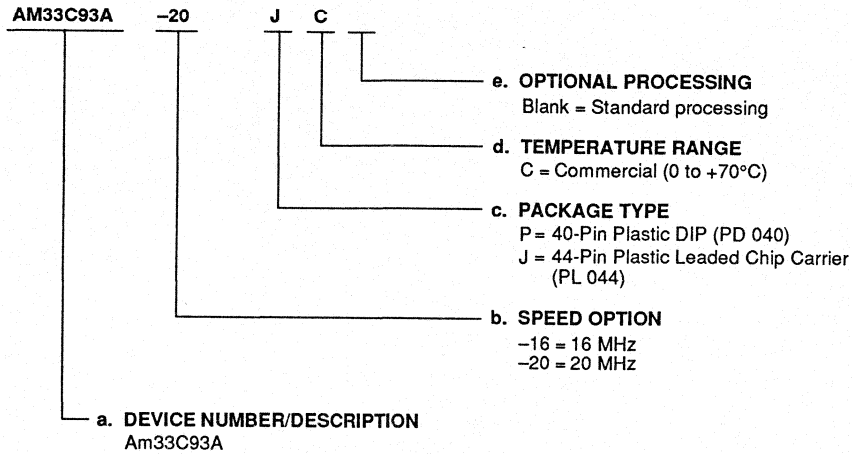 AM33C93A –20 J C
e. OPTIONAL PROCESSING
Blank = Standard processing
d. TEMPERATURE RANGE
C = Commercial (0 to +70°C)
c. PACKAGE TYPE
P = 40-Pin Plastic DIP (PD 040)
J = 44-Pin Plastic Leaded Chip Carrier
(PL 044)
b. SPEED OPTION
–16 = 16 MHz
–20 = 20 MHz
a. DEVICE NUMBER/DESCRIPTION
Am33C93A